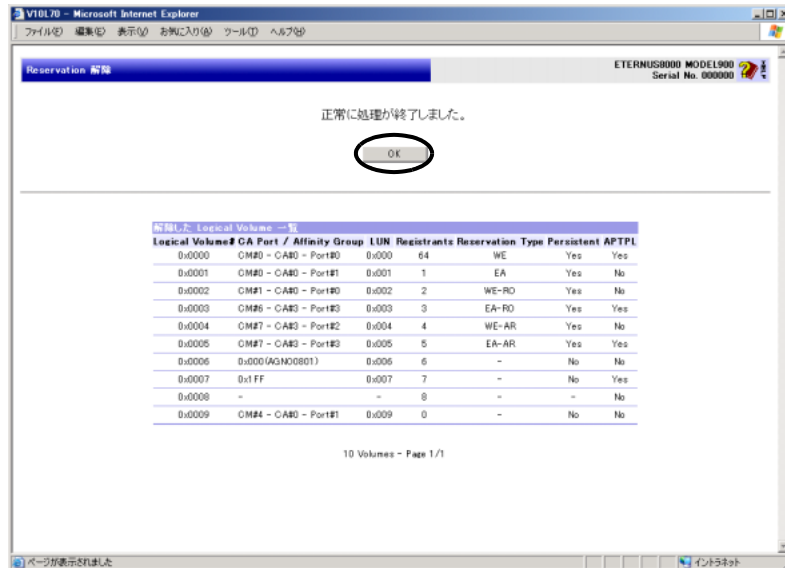 V10L70 - Microsoft Internet Explorer
ファイル(F) 編集(E) 表示(V) お気に入り(A) ツール(T) ヘルプ(H)
Reservation 解除
ETERNUS8000 MODEL900
Serial No. 000000
正常に処理が終了しました。
OK
解除した Logical Volume 一覧
Logical Volume# CA Port / Affinity Group LUN Registrants Reservation Type Persistent APTPL
0x0000 CM#0 - CA#0 - Port#0 0x000 64 WE Yes Yes
0x0001 CM#0 - CA#0 - Port#1 0x001 1 EA Yes No
0x0002 CM#1 - CA#0 - Port#0 0x002 2 WE-RO Yes No
0x0003 CM#6 - CA#3 - Port#3 0x003 3 EA-RO Yes Yes
0x0004 CM#7 - CA#3 - Port#2 0x004 4 WE-AR Yes No
0x0005 CM#7 - CA#3 - Port#3 0x005 5 EA-AR Yes Yes
0x0006 0x000(AGN00801) 0x006 6 - No No
0x0007 0x1FF 0x007 7 - No Yes
0x0008 - - 8 - - No
0x0009 CM#4 - CA#0 - Port#1 0x009 0 - No No
10 Volumes - Page 1/1
ページが表示されました
イントラネット